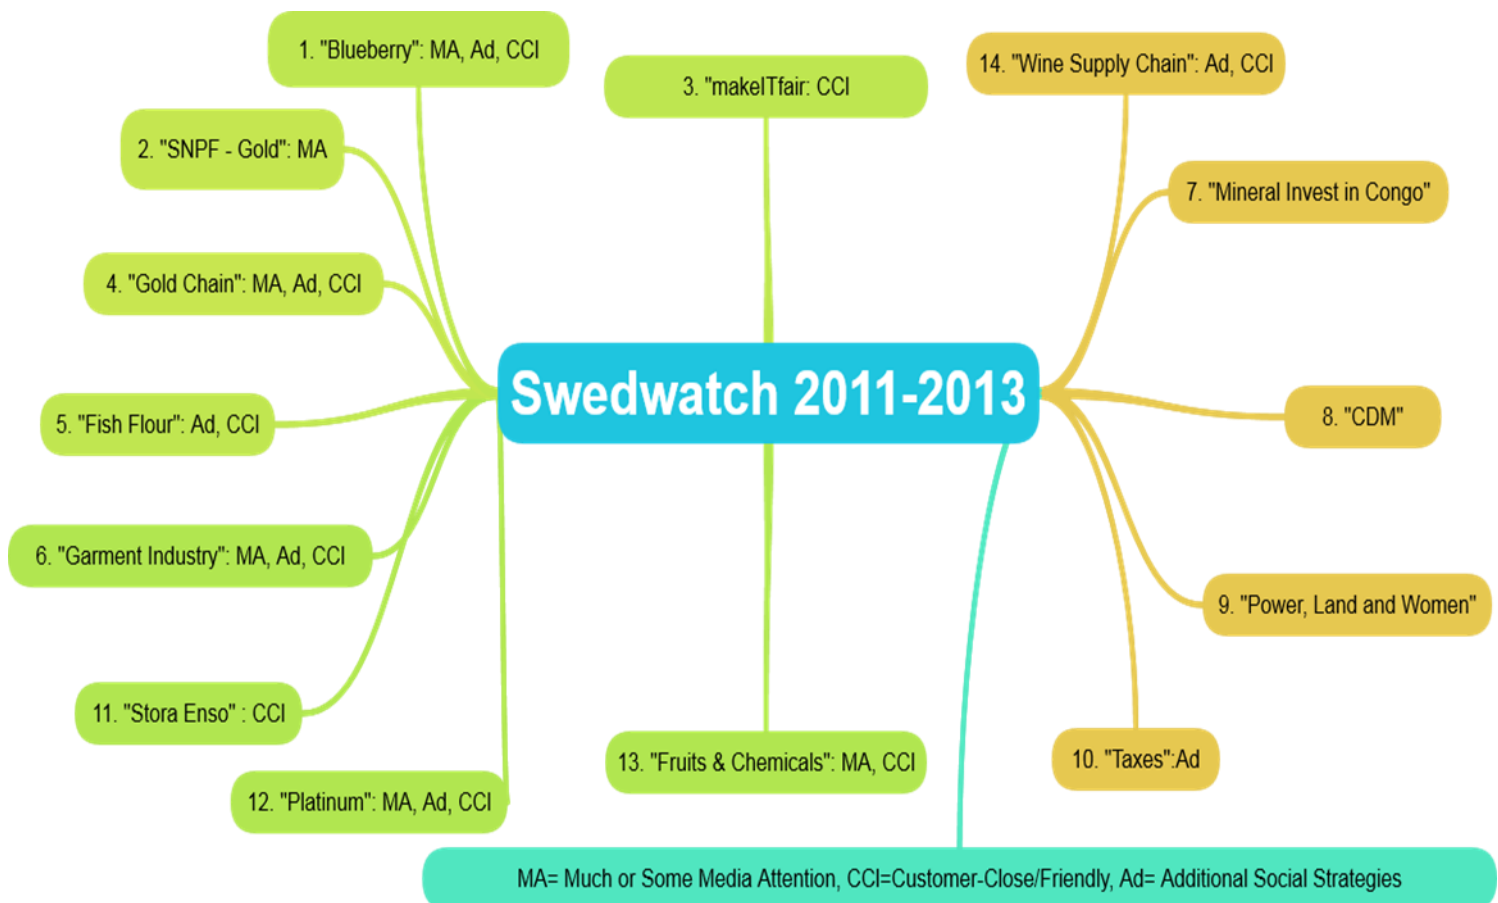 1. "Blueberry": MA, Ad, CCI
3. "makeITfair: CCI
14. "Wine Supply Chain": Ad, CCI
2. "SNPF - Gold": MA
7. "Mineral Invest in Congo"
4. "Gold Chain": MA, Ad, CCI
Swedwatch 2011-2013
5. "Fish Flour": Ad, CCI
8. "CDM"
6. "Garment Industry": MA, Ad, CCI
9. "Power, Land and Women"
11. "Stora Enso" : CCI
13. "Fruits & Chemicals": MA, CCI
10. "Taxes":Ad
12. "Platinum": MA, Ad, CCI
MA= Much or Some Media Attention, CCI=Customer-Close/Friendly, Ad= Additional Social Strategies